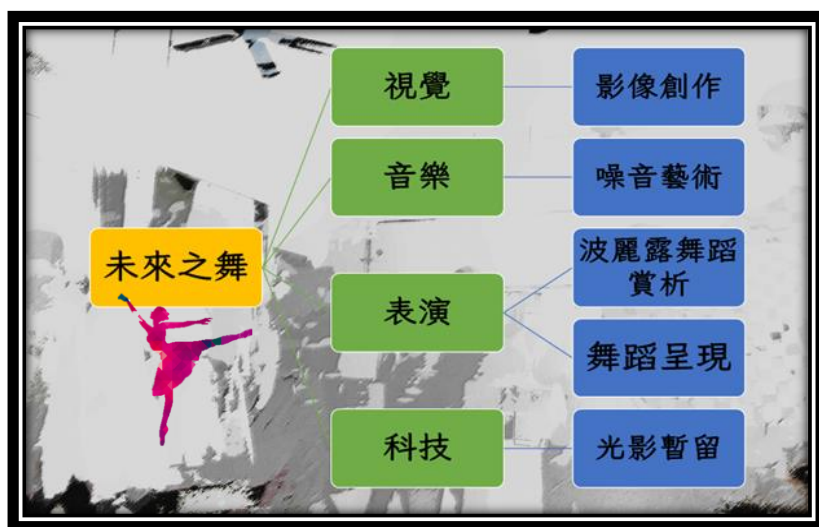 未來之舞
視覺
影像創作
音樂
噪音藝術
表演
波麗露舞蹈
賞析
舞蹈呈現
科技
光影暫留